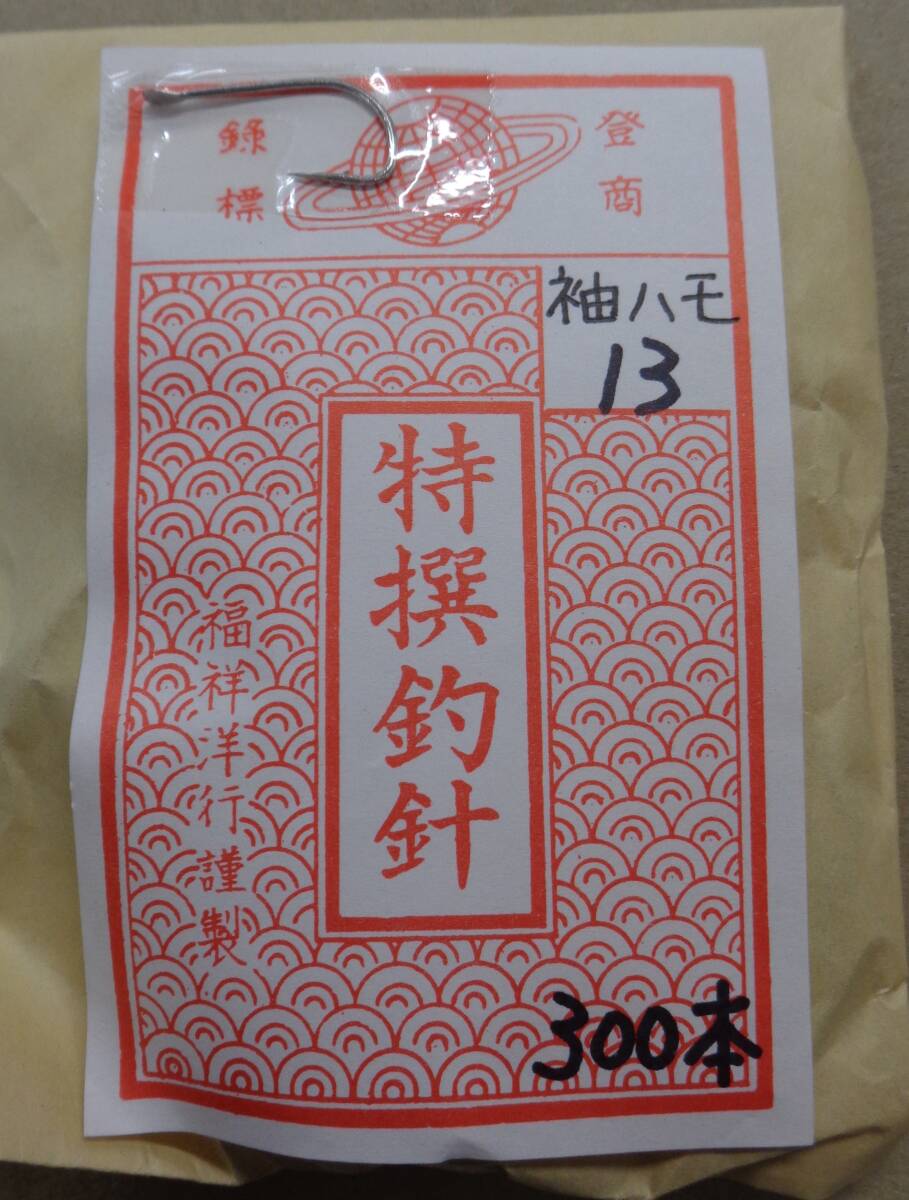 登録
商標
袖ハモ
13
特撰釣針
福祥洋行 謹製
300本